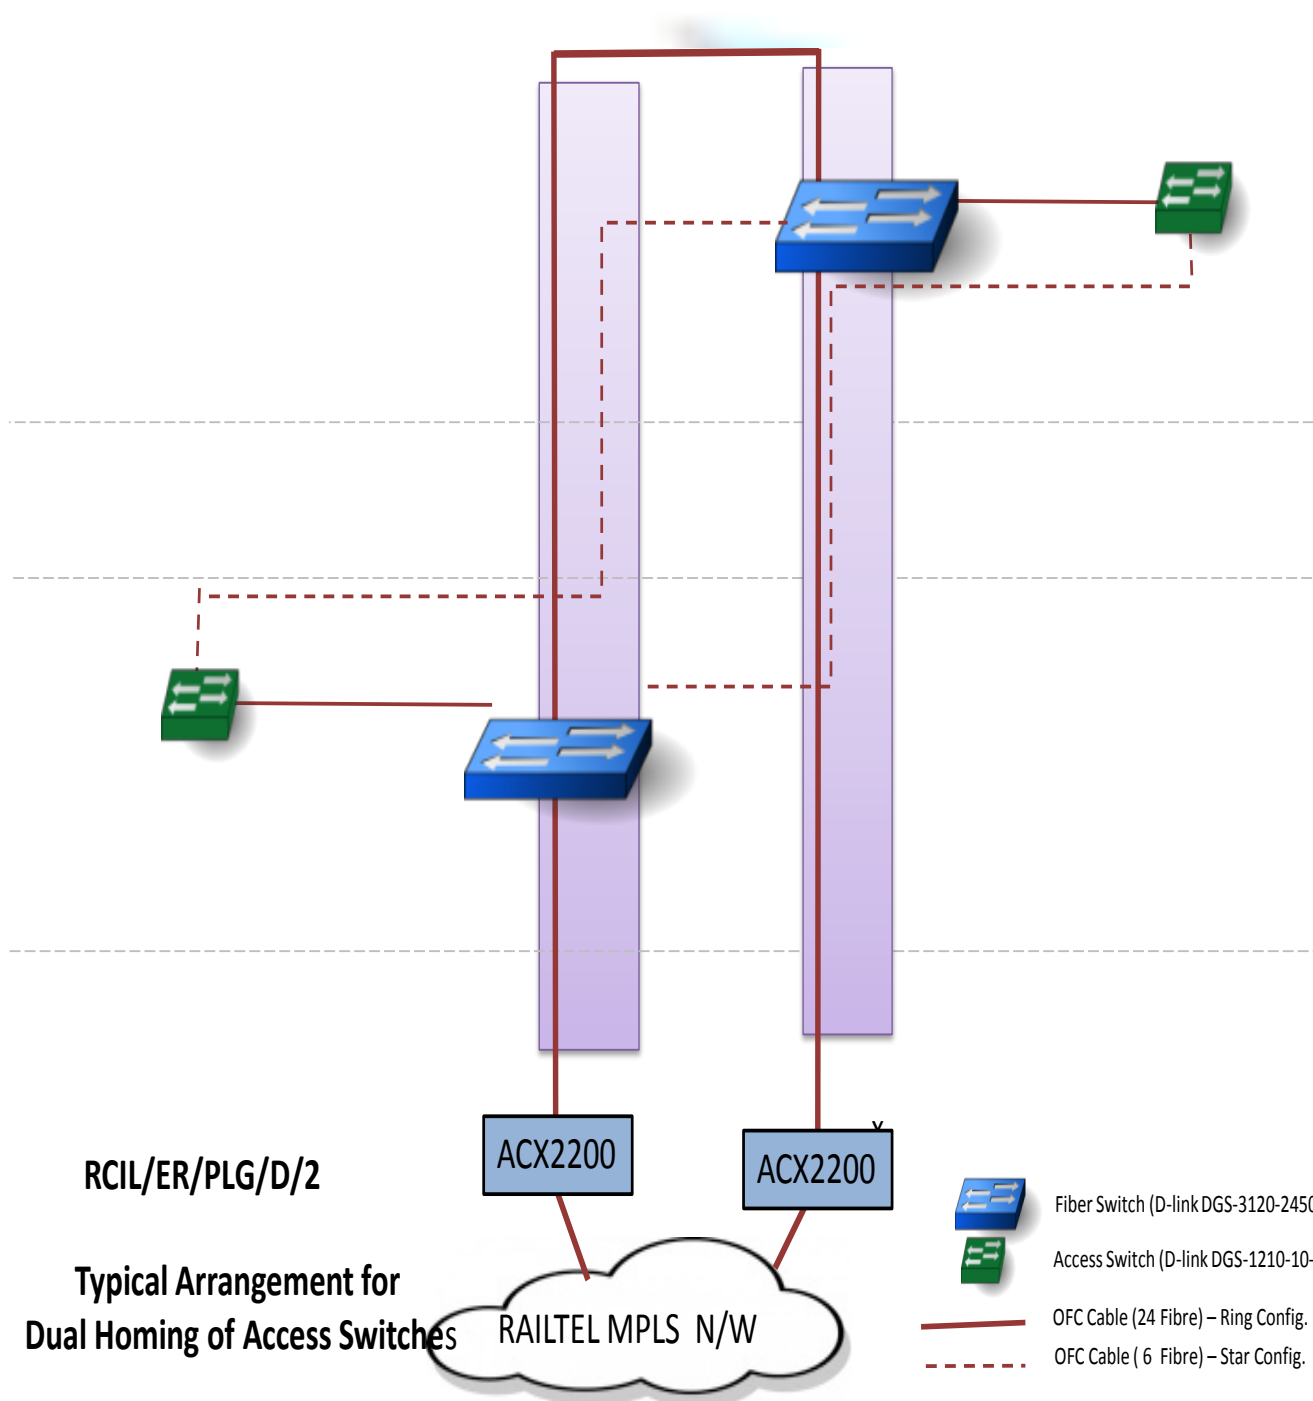 Y
ACX2200
ACX2200
RCIL/ER/PLG/D/2
Typical Arrangement for
Dual Homing of Access Switches
RAILTEL MPLS N/W
Fiber Switch (D-link DGS-3120-2450
Access Switch (D-link DGS-1210-10-
OFC Cable (24 Fibre) – Ring Config.
OFC Cable ( 6 Fibre) – Star Config.